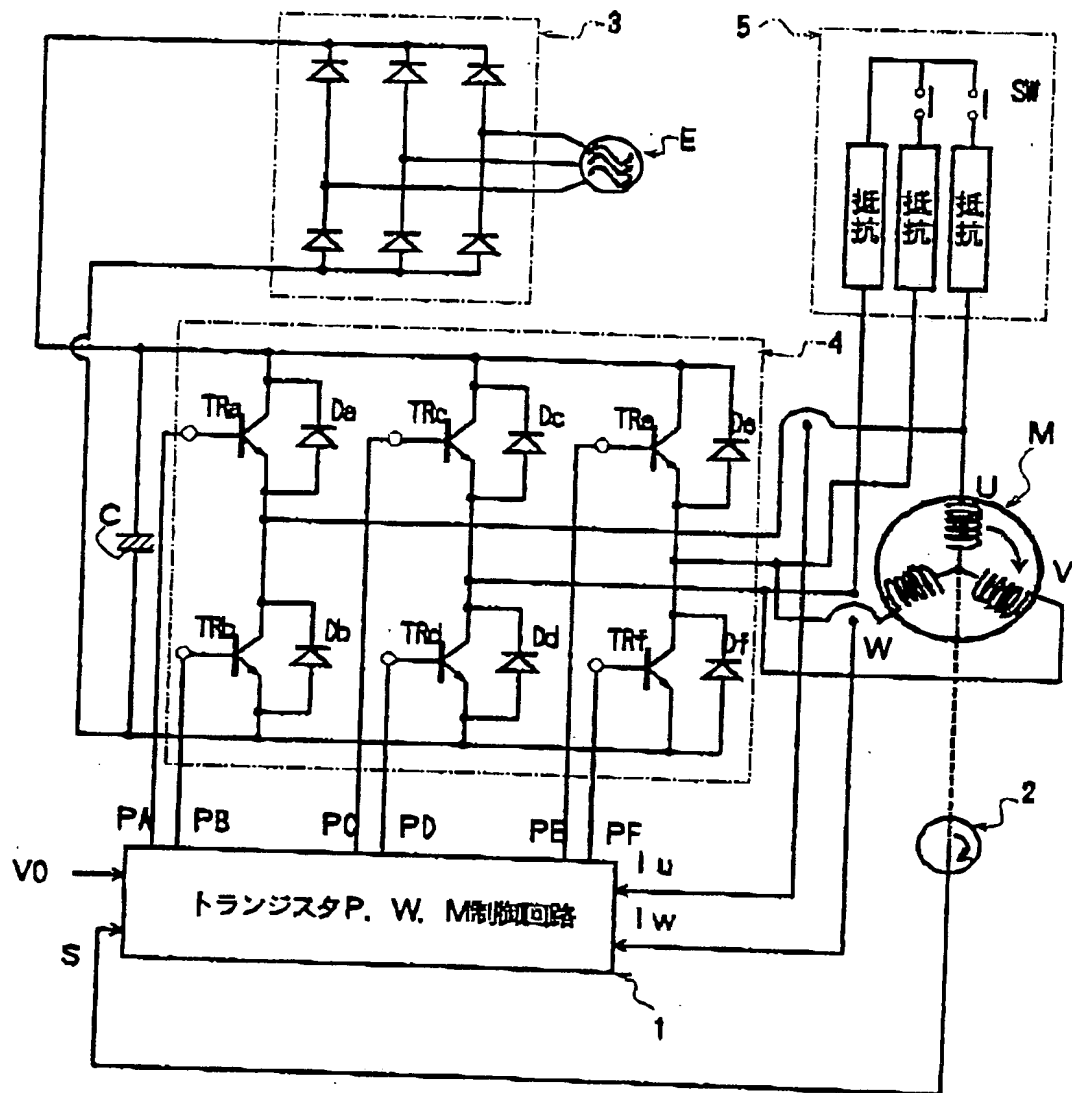 3
5
SW
E
抵抗
抵抗
抵抗
4
TRa
Da
TRc
Dc
TRe
De
M
U
C
V
TRb
Db
TRd
Dd
TRf
Df
W
2
PA
PB
PC
PD
PE
PF
Iu
V0
トランジスタP. W. M制御回路
Iw
S
1